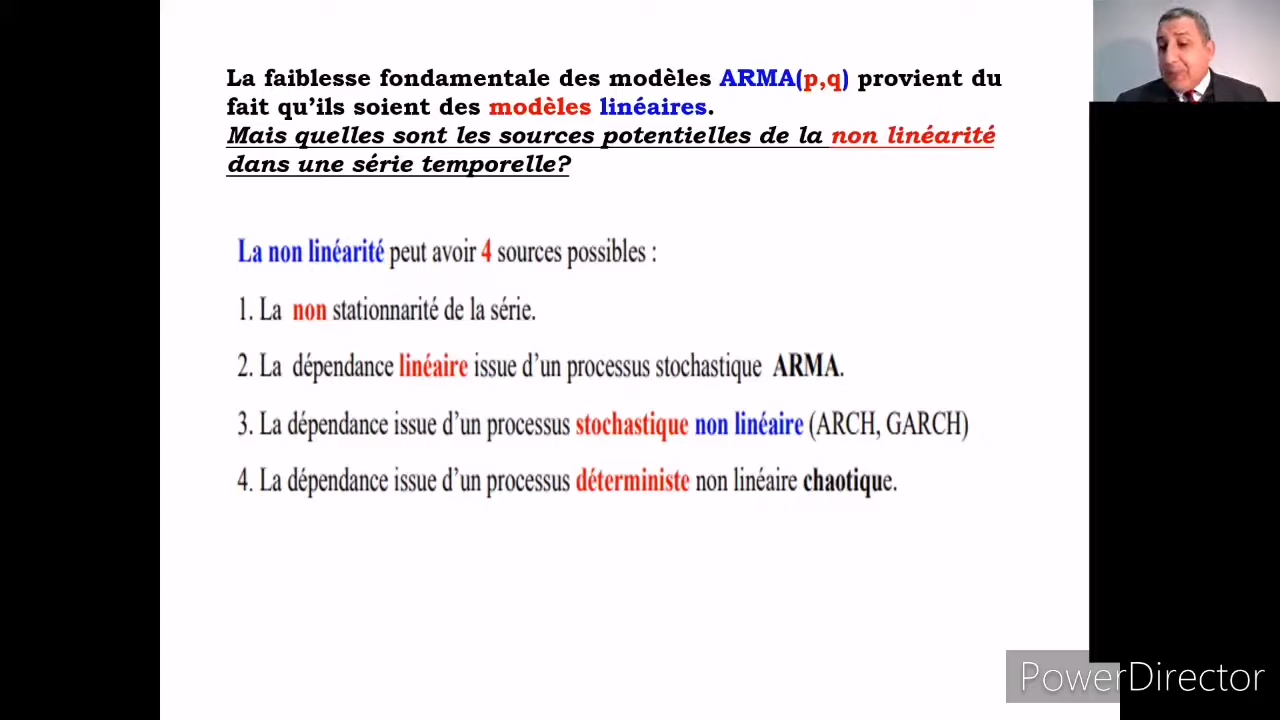 La faiblesse fondamentale des modèles ARMA(p,q) provient du
fait qu’ils soient des modèles linéaires.
Mais quelles sont les sources potentielles de la non linéarité
dans une série temporelle?
La non linéarité peut avoir 4 sources possibles :
1. La non stationnarité de la série.
2. La dépendance linéaire issue d’un processus stochastique ARMA.
3. La dépendance issue d’un processus stochastique non linéaire (ARCH, GARCH)
4. La dépendance issue d’un processus déterministe non linéaire chaotique.
PowerDirector